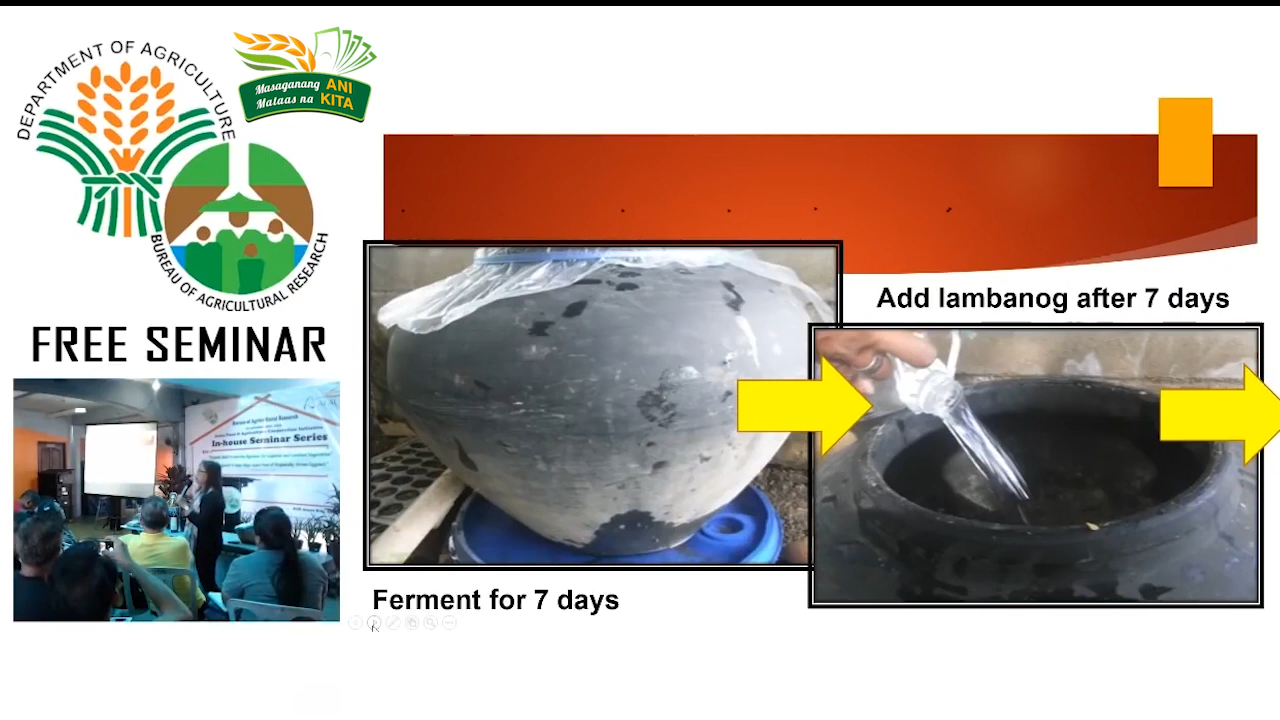 DEPARTMENT OF AGRICULTURE
Masaganang ANI
Mataas na KITA
BUREAU OF AGRICULTURAL RESEARCH
FREE SEMINAR
In-house Seminar Series
Add lambanog after 7 days
Ferment for 7 days